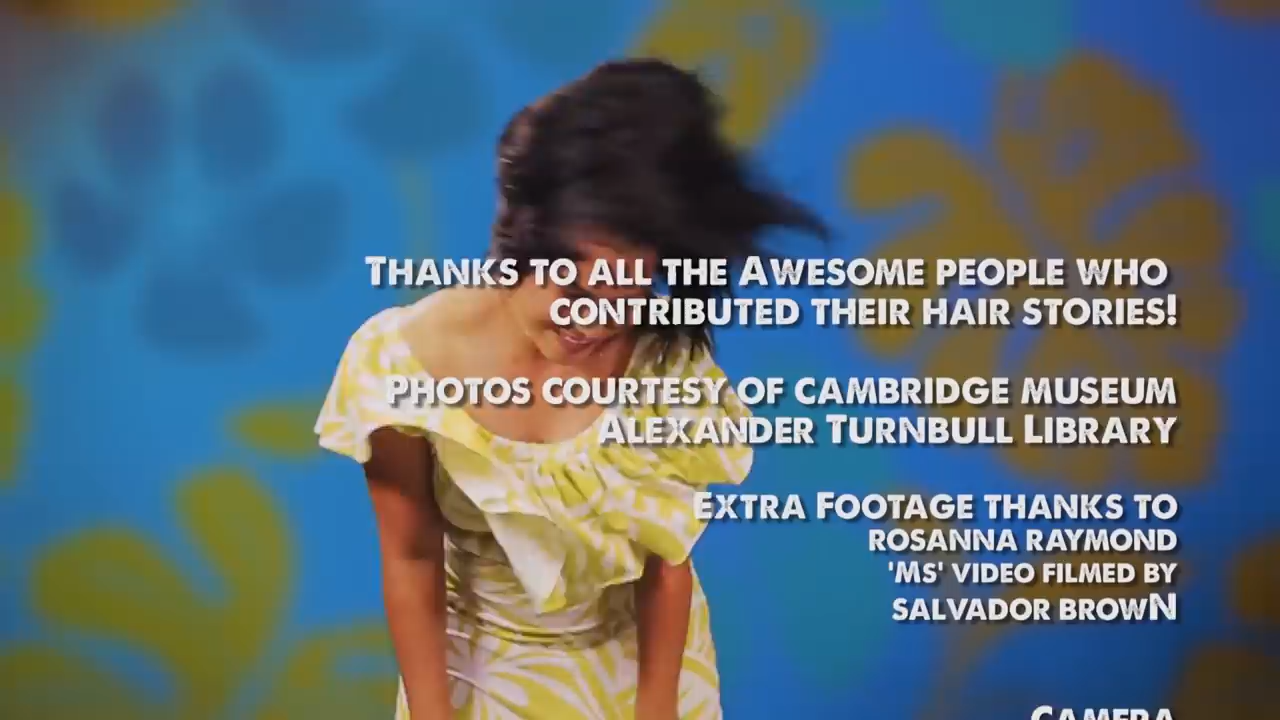 Thanks to all the Awesome people who
contributed their hair stories!
Photos courtesy of Cambridge Museum
Alexander Turnbull Library
Extra Footage thanks to
Rosanna Raymond
'Ms' video filmed by
Salvador Brown
Camera